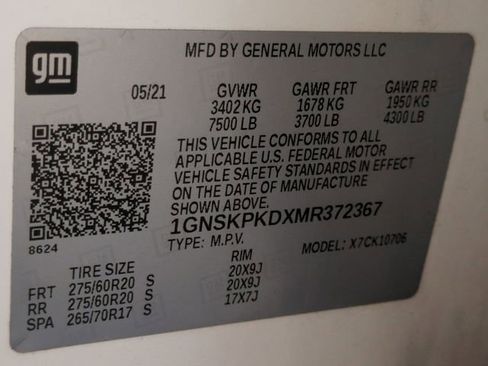 gm
MFD BY GENERAL MOTORS LLC
05/21 GVWR GAWR FRT GAWR RR
3402 KG 1678 KG 1950 KG
7500 LB 3700 LB 4300 LB
THIS VEHICLE CONFORMS TO ALL
APPLICABLE U.S. FEDERAL MOTOR
VEHICLE SAFETY STANDARDS IN EFFECT
ON THE DATE OF MANUFACTURE
SHOWN ABOVE.
8624
1GNSKPKDXMR372367
TYPE: M.P.V. MODEL: X7CK10706
TIRE SIZE RIM
FRT 275/60R20 S 20X9J
RR 275/60R20 S 20X9J
SPA 265/70R17 S 17X7J